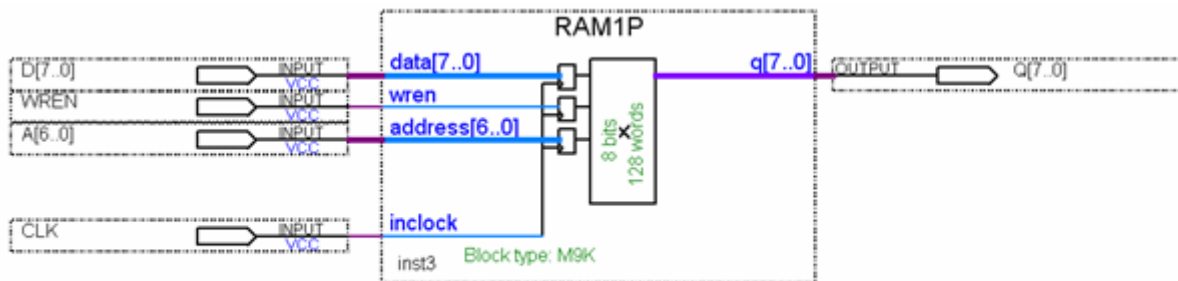 RAM1P
D[7..0] INPUT VCC data[7..0] q[7..0] OUTPUT Q[7..0]
WREN INPUT VCC wren
A[6..0] INPUT VCC address[6..0]
8 bits
×
128 words
CLK INPUT VCC inclock
inst3 Block type: M9K